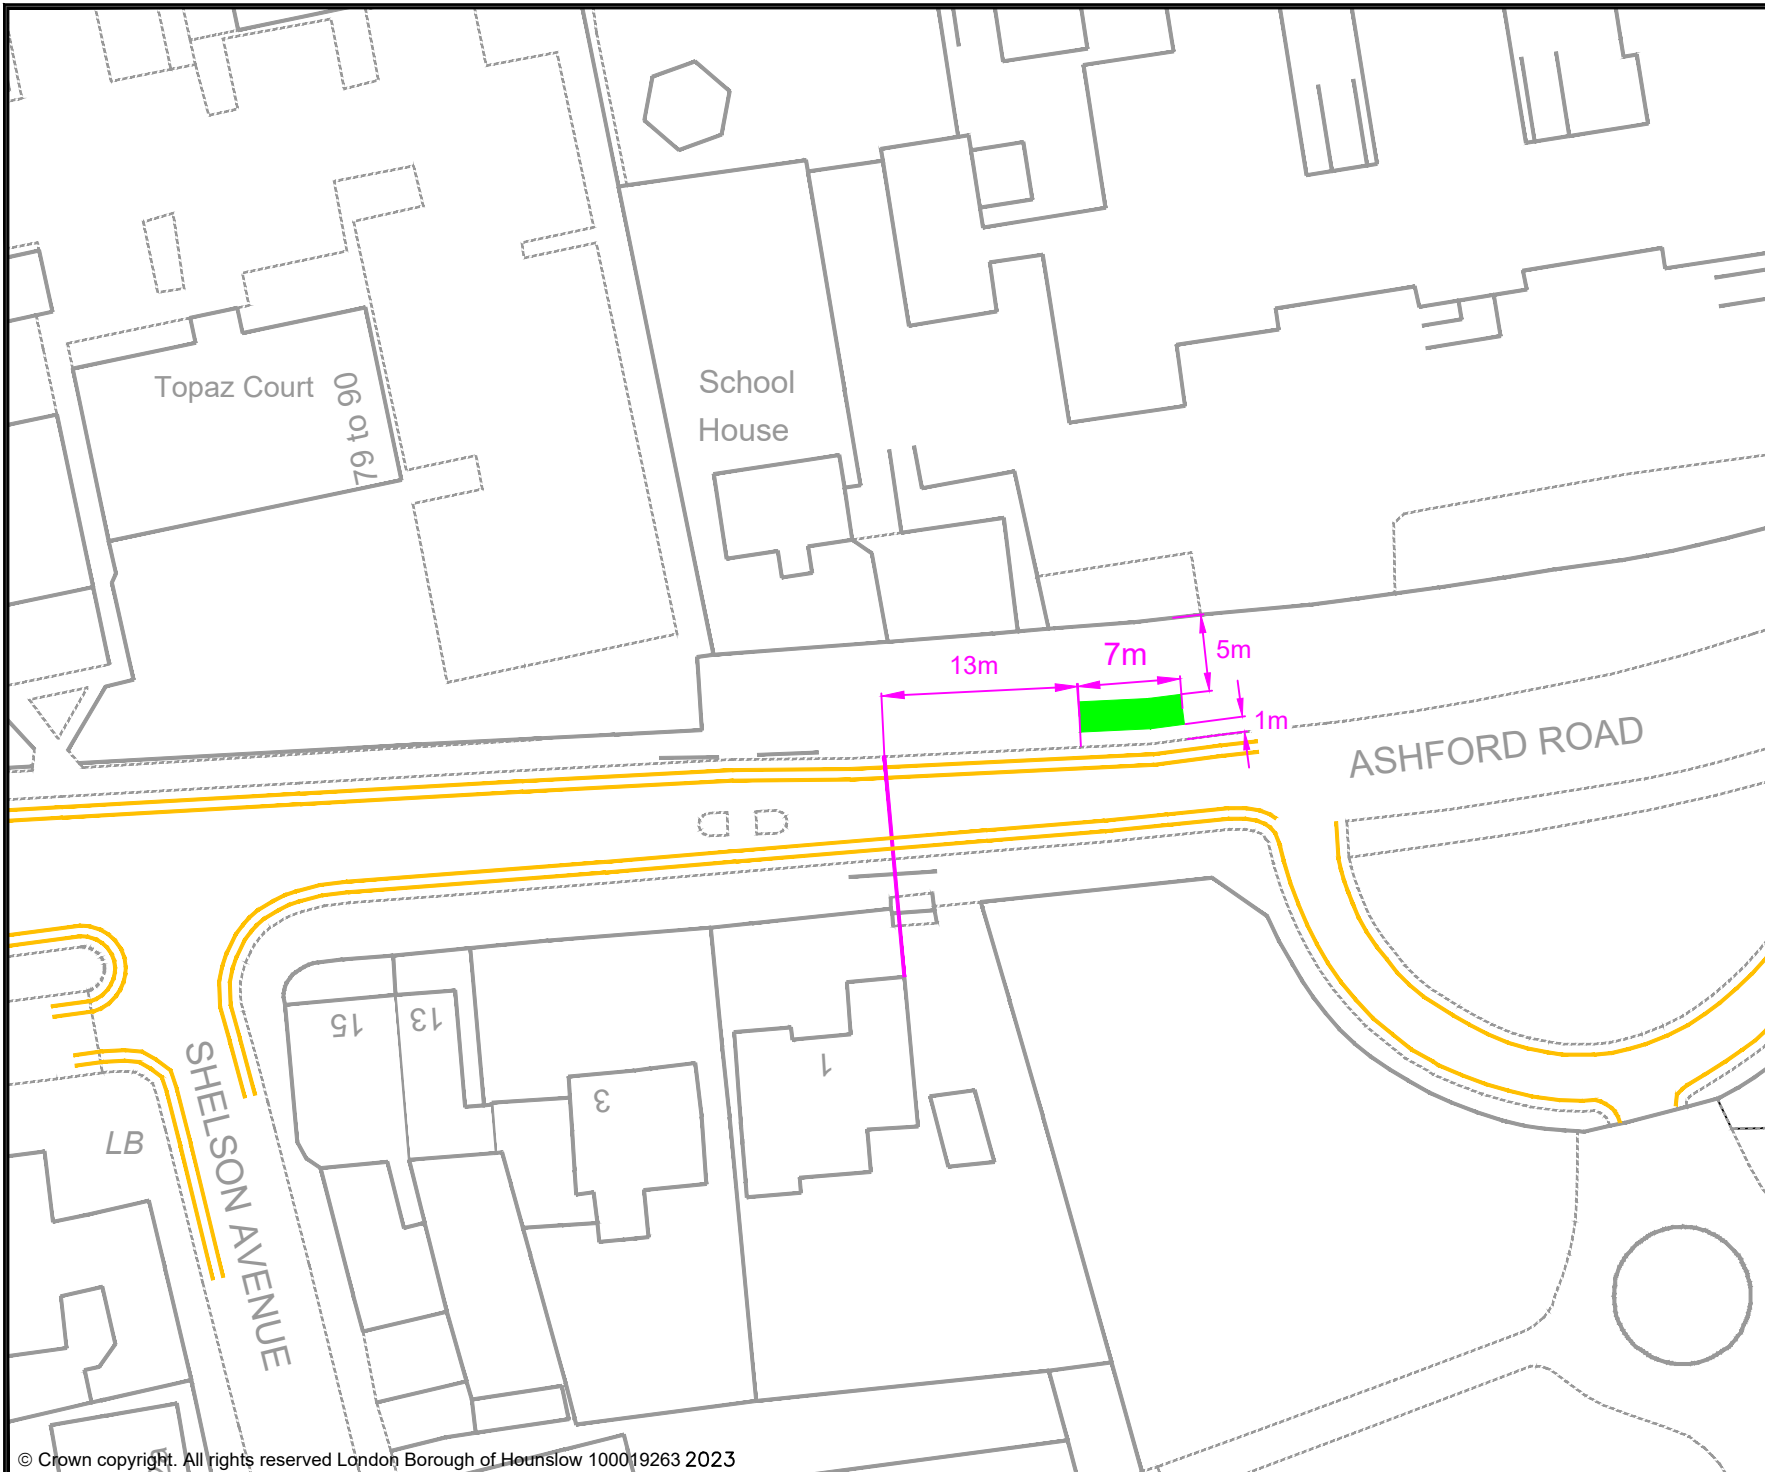 Topaz Court
79 to 90
School
House
13m
7m
5m
1m
ASHFORD ROAD
15
13
3
1
SHELSON AVENUE
LB
© Crown copyright. All rights reserved London Borough of Hounslow 100019263 2023